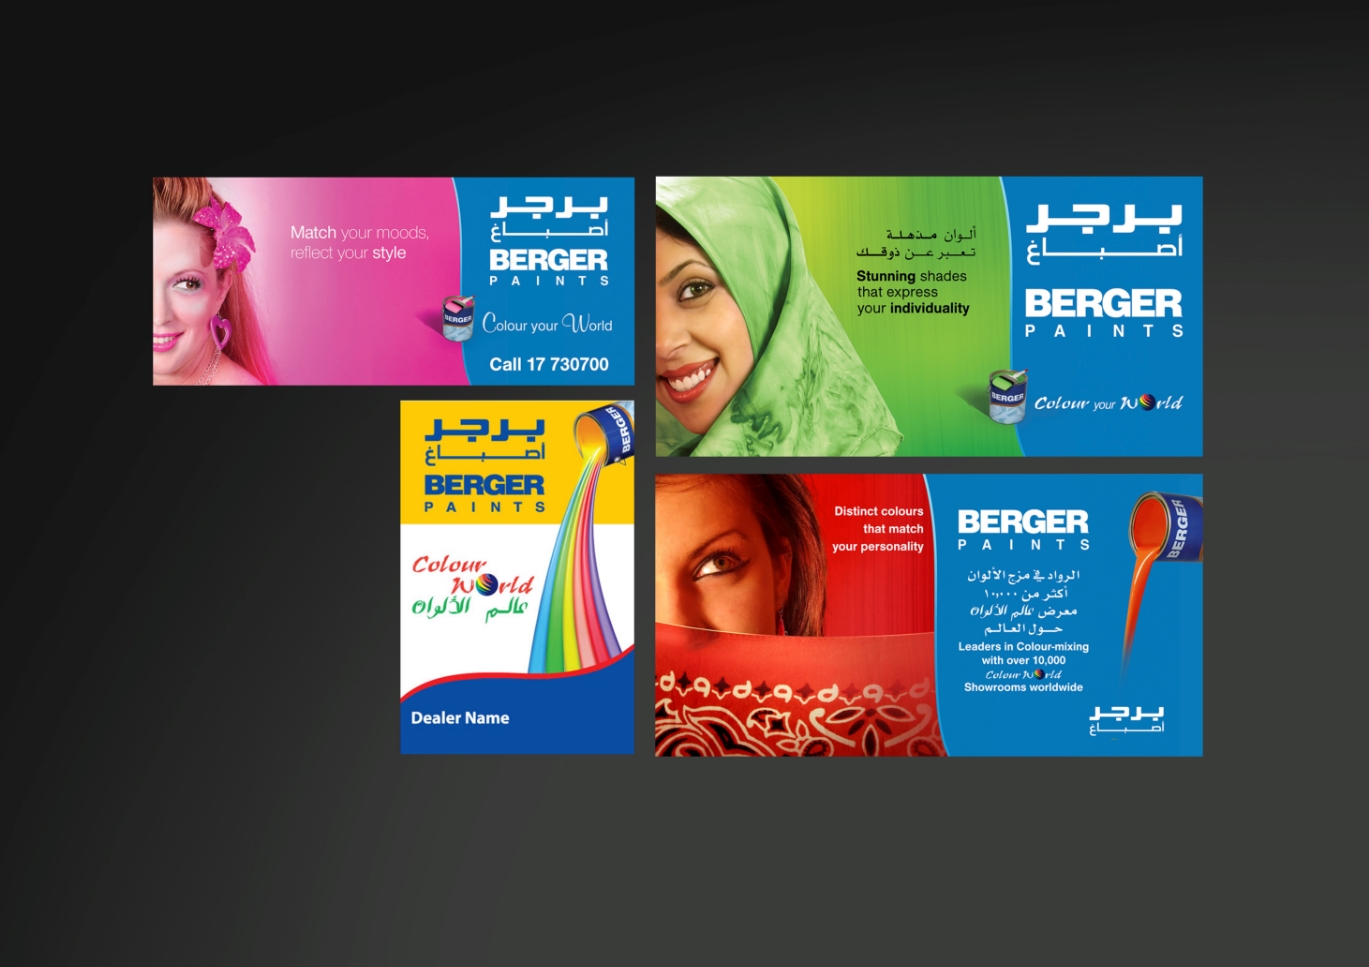 Match your moods,
reflect your style
برجر
أصباغ
BERGER
PAINTS
BERGER
Colour your World
Call 17 730700
ألوان مذهلة
تعبر عن ذوقك
Stunning shades
that express
your individuality
برجر
أصباغ
BERGER
PAINTS
BERGER
Colour your World
برجر
أصباغ
BERGER
PAINTS
BERGER
Colour
World
عالم الألوان
Dealer Name
Distinct colours
that match
your personality
BERGER
PAINTS
BERGER
الرواد في مزج الألوان
أكثر من ١٠,٠٠٠
معرض عالم الألوان
حول العالم
Leaders in Colour-mixing
with over 10,000
Colour World
Showrooms worldwide
برجر
أصباغ